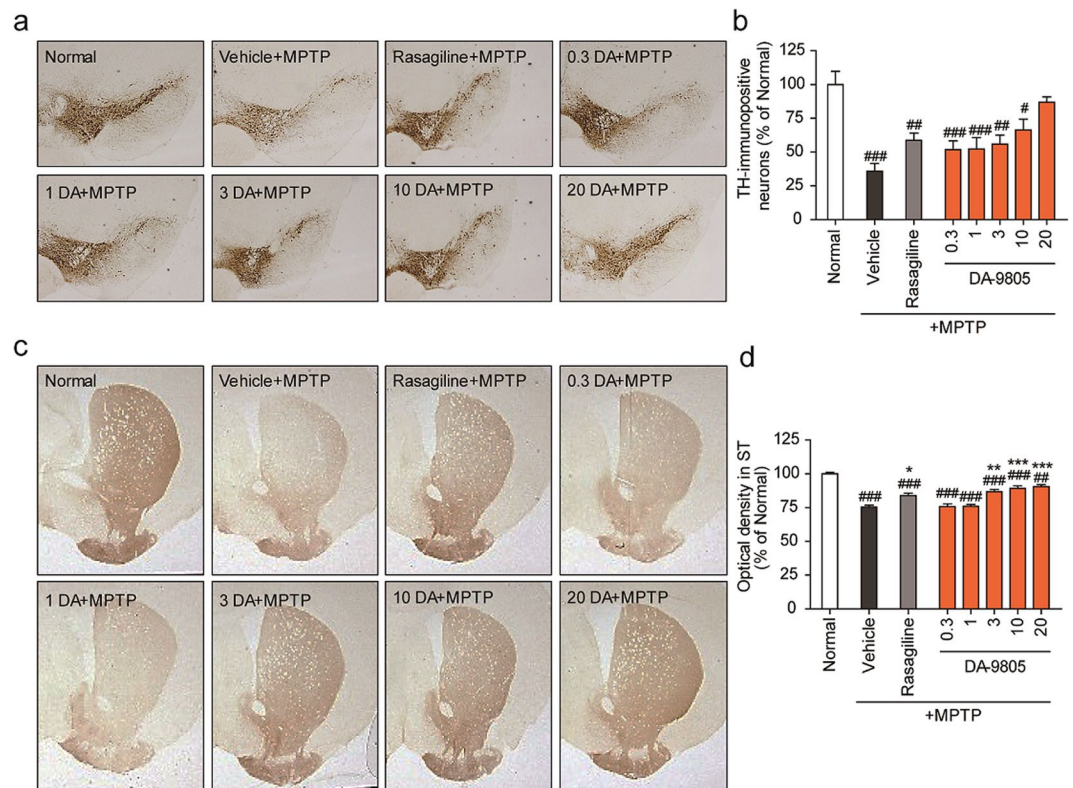 a
Normal
Vehicle+MPTP
Rasagiline+MPTP
0.3 DA+MPTP
1 DA+MPTP
3 DA+MPTP
10 DA+MPTP
20 DA+MPTP
b
TH-immunopositive
neurons (% of Normal)
125
100
75
50
25
0
###
##
###
###
##
#
Normal
Vehicle
Rasagiline
0.3
1
3
10
20
DA-9805
+MPTP
c
Normal
Vehicle+MPTP
Rasagiline+MPTP
0.3 DA+MPTP
1 DA+MPTP
3 DA+MPTP
10 DA+MPTP
20 DA+MPTP
d
Optical density in ST
(% of Normal)
125
100
75
50
25
0
###
*
###
###
###
**
###
***
###
***
##
Normal
Vehicle
Rasagiline
0.3
1
3
10
20
DA-9805
+MPTP